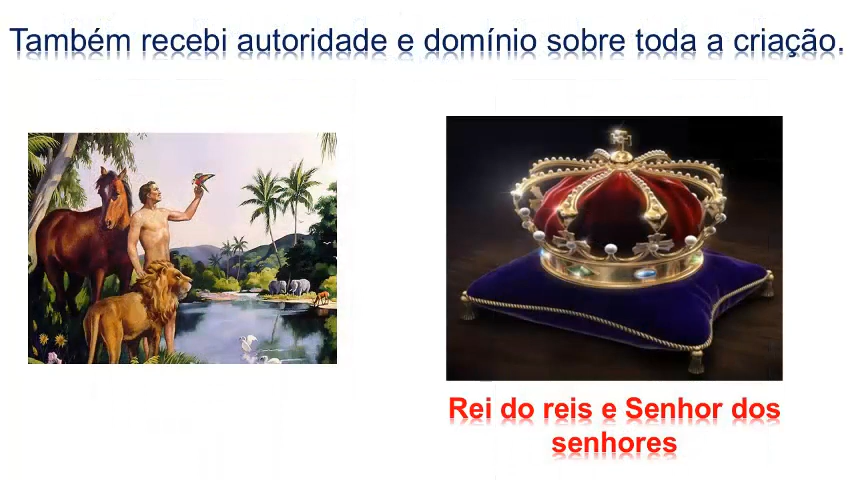 Também recebi autoridade e domínio sobre toda a criação.
Rei do reis e Senhor dos
senhores